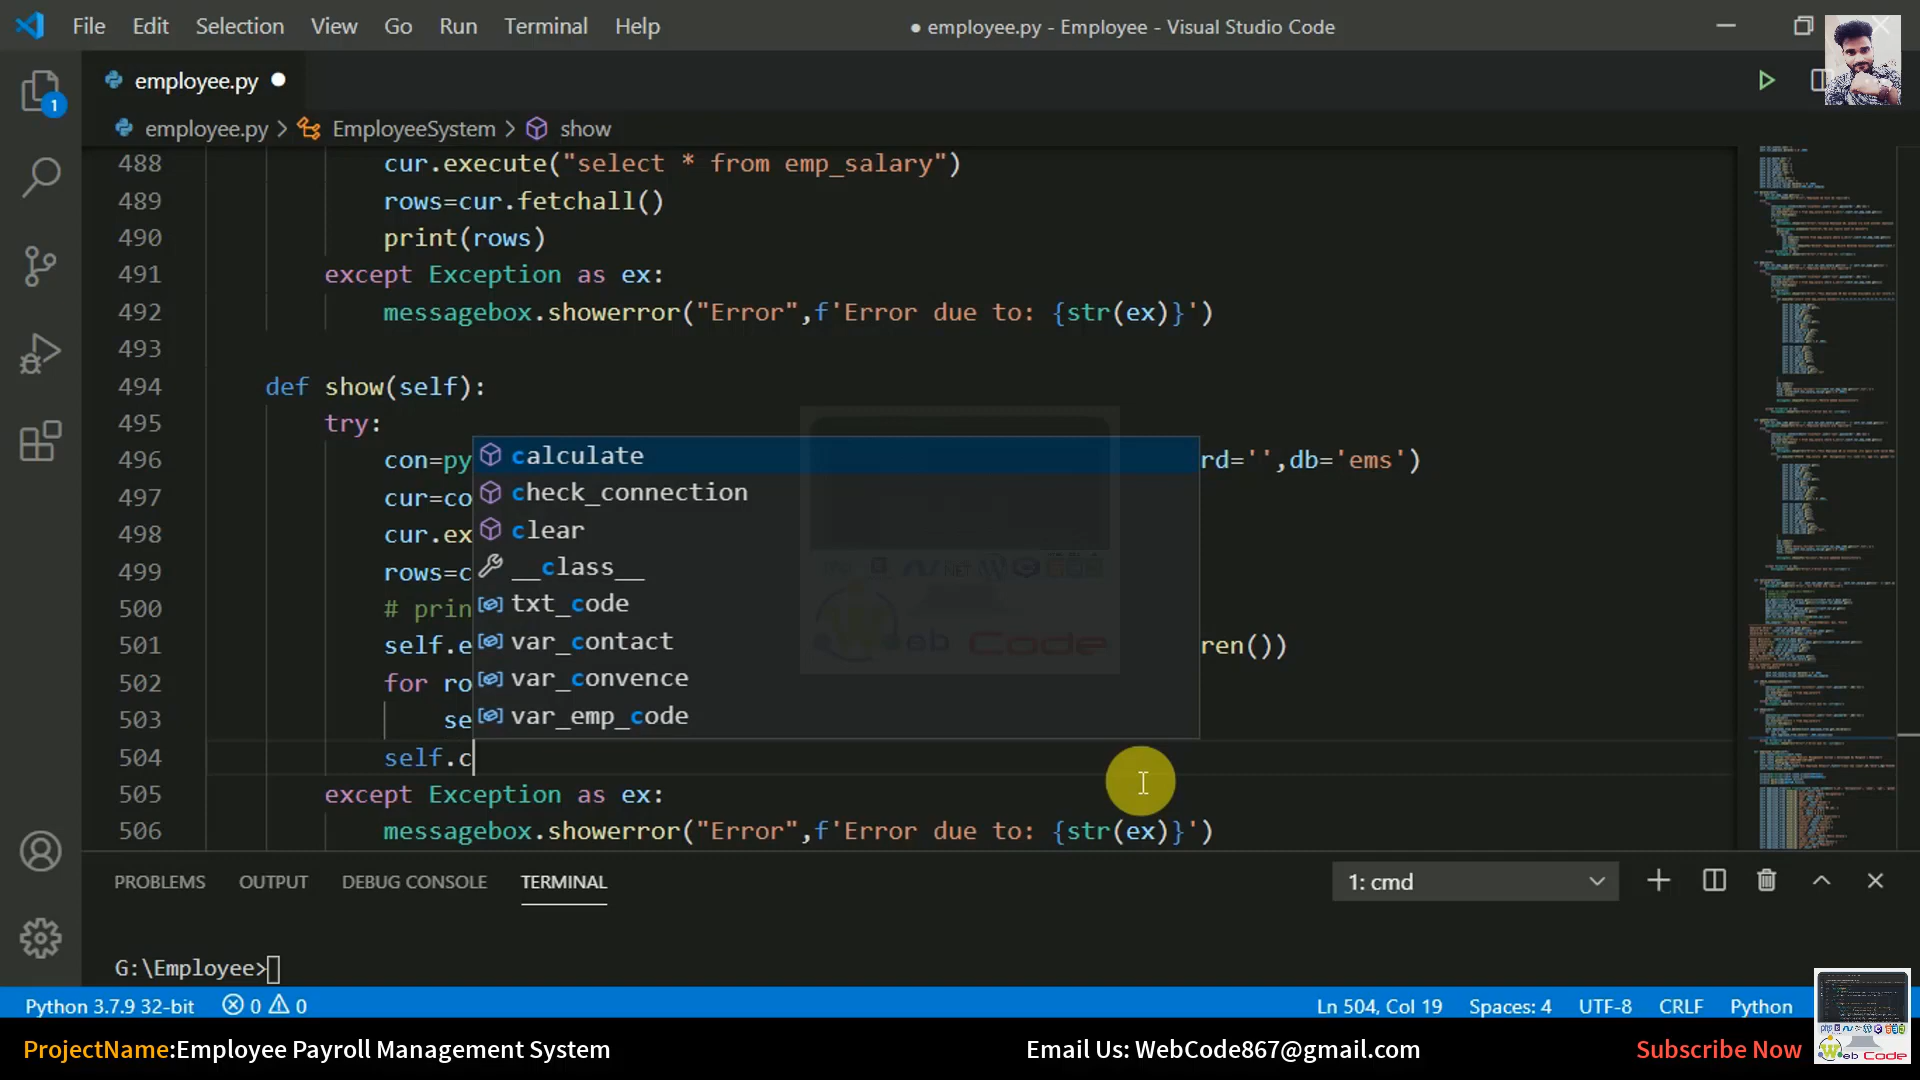 File Edit Selection View Go Run Terminal Help ● employee.py - Employee - Visual Studio Code
employee.py ●
employee.py > EmployeeSystem > show
488 cur.execute("select * from emp_salary")
489 rows=cur.fetchall()
490 print(rows)
491 except Exception as ex:
492 messagebox.showerror("Error",f'Error due to: {str(ex)}')
493
494 def show(self):
495 try:
calculate
496 con=py rd='',db='ems')
check_connection
497 cur=co
clear
498 cur.ex
__class__
499 rows=c
txt_code
500 # prin
var_contact
501 self.e ren())
var_convence
502 for ro
var_emp_code
503 se
504 self.c
505 except Exception as ex:
506 messagebox.showerror("Error",f'Error due to: {str(ex)}')
Web Code
1
PROBLEMS OUTPUT DEBUG CONSOLE TERMINAL 1: cmd
G:\Employee>
Python 3.7.9 32-bit 0 0 Ln 504, Col 19 Spaces: 4 UTF-8 CRLF Python
ProjectName:Employee Payroll Management System Email Us: WebCode867@gmail.com Subscribe Now
Web Code